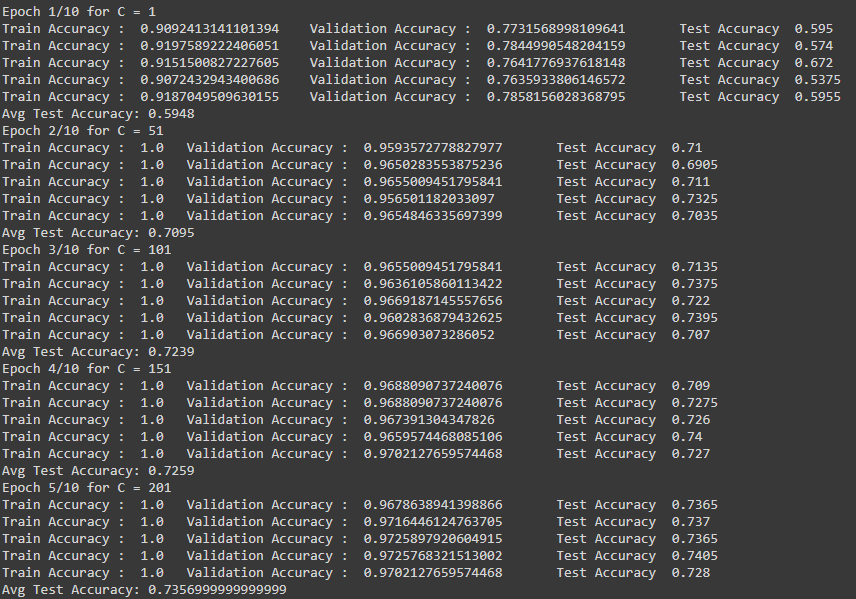 Epoch 1/10 for C = 1
Train Accuracy :  0.9092413141101394    Validation Accuracy :  0.7731568998109641       Test Accuracy  0.595
Train Accuracy :  0.9197589222406051    Validation Accuracy :  0.7844990548204159       Test Accuracy  0.574
Train Accuracy :  0.9151500827227605    Validation Accuracy :  0.7641776937618148       Test Accuracy  0.672
Train Accuracy :  0.9072432943400686    Validation Accuracy :  0.7635933806146572       Test Accuracy  0.5375
Train Accuracy :  0.9187049509630155    Validation Accuracy :  0.7858156028368795       Test Accuracy  0.5955
Avg Test Accuracy: 0.5948
Epoch 2/10 for C = 51
Train Accuracy :  1.0   Validation Accuracy :  0.9593572778827977       Test Accuracy  0.71
Train Accuracy :  1.0   Validation Accuracy :  0.9650283553875236       Test Accuracy  0.6905
Train Accuracy :  1.0   Validation Accuracy :  0.9655009451795841       Test Accuracy  0.711
Train Accuracy :  1.0   Validation Accuracy :  0.956501182033097        Test Accuracy  0.7325
Train Accuracy :  1.0   Validation Accuracy :  0.9654846335697399       Test Accuracy  0.7035
Avg Test Accuracy: 0.7095
Epoch 3/10 for C = 101
Train Accuracy :  1.0   Validation Accuracy :  0.9655009451795841       Test Accuracy  0.7135
Train Accuracy :  1.0   Validation Accuracy :  0.9636105860113422       Test Accuracy  0.7375
Train Accuracy :  1.0   Validation Accuracy :  0.9669187145557656       Test Accuracy  0.722
Train Accuracy :  1.0   Validation Accuracy :  0.9602836879432625       Test Accuracy  0.7395
Train Accuracy :  1.0   Validation Accuracy :  0.966903073286052        Test Accuracy  0.707
Avg Test Accuracy: 0.7239
Epoch 4/10 for C = 151
Train Accuracy :  1.0   Validation Accuracy :  0.9688090737240076       Test Accuracy  0.709
Train Accuracy :  1.0   Validation Accuracy :  0.9688090737240076       Test Accuracy  0.7275
Train Accuracy :  1.0   Validation Accuracy :  0.967391304347826        Test Accuracy  0.726
Train Accuracy :  1.0   Validation Accuracy :  0.9659574468085106       Test Accuracy  0.74
Train Accuracy :  1.0   Validation Accuracy :  0.9702127659574468       Test Accuracy  0.727
Avg Test Accuracy: 0.7259
Epoch 5/10 for C = 201
Train Accuracy :  1.0   Validation Accuracy :  0.9678638941398866       Test Accuracy  0.7365
Train Accuracy :  1.0   Validation Accuracy :  0.9716446124763705       Test Accuracy  0.737
Train Accuracy :  1.0   Validation Accuracy :  0.9725897920604915       Test Accuracy  0.7365
Train Accuracy :  1.0   Validation Accuracy :  0.9725768321513002       Test Accuracy  0.7405
Train Accuracy :  1.0   Validation Accuracy :  0.9702127659574468       Test Accuracy  0.728
Avg Test Accuracy: 0.7356999999999999